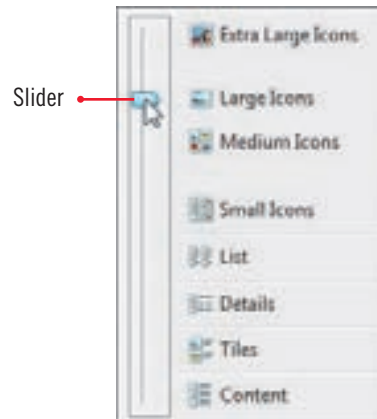 Extra Large Icons
Slider
Large Icons
Medium Icons
Small Icons
List
Details
Tiles
Content